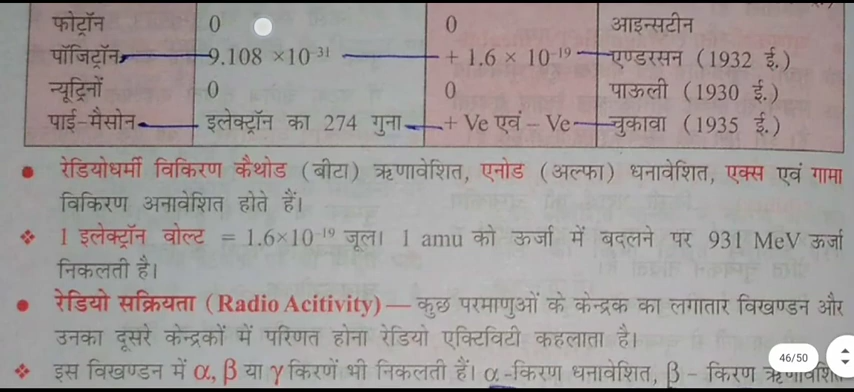 फोटॉन 0 0 आइन्सटीन
पॉजिट्रॉन 9.108 ×10⁻³¹ + 1.6 × 10⁻¹⁹ एण्डरसन (1932 ई.)
न्यूट्रिनों 0 0 पाऊली (1930 ई.)
पाई-मैसोन इलेक्ट्रॉन का 274 गुना + Ve एवं - Ve युकावा (1935 ई.)
● रेडियोधर्मी विकिरण कैथोड (बीटा) ऋणावेशित, एनोड (अल्फा) धनावेशित, एक्स एवं गामा
विकिरण अनावेशित होते हैं।
❖ 1 इलेक्ट्रॉन वोल्ट = 1.6×10⁻¹⁹ जूल। 1 amu को ऊर्जा में बदलने पर 931 MeV ऊर्जा
निकलती है।
● रेडियो सक्रियता (Radio Acitivity) — कुछ परमाणुओं के केन्द्रक का लगातार विखण्डन और
उनका दूसरे केन्द्रकों में परिणत होना रेडियो एक्टिविटी कहलाता है।
46/50
❖ इस विखण्डन में α, β या γ किरणें भी निकलती हैं। α -किरण धनावेशित, β - किरण